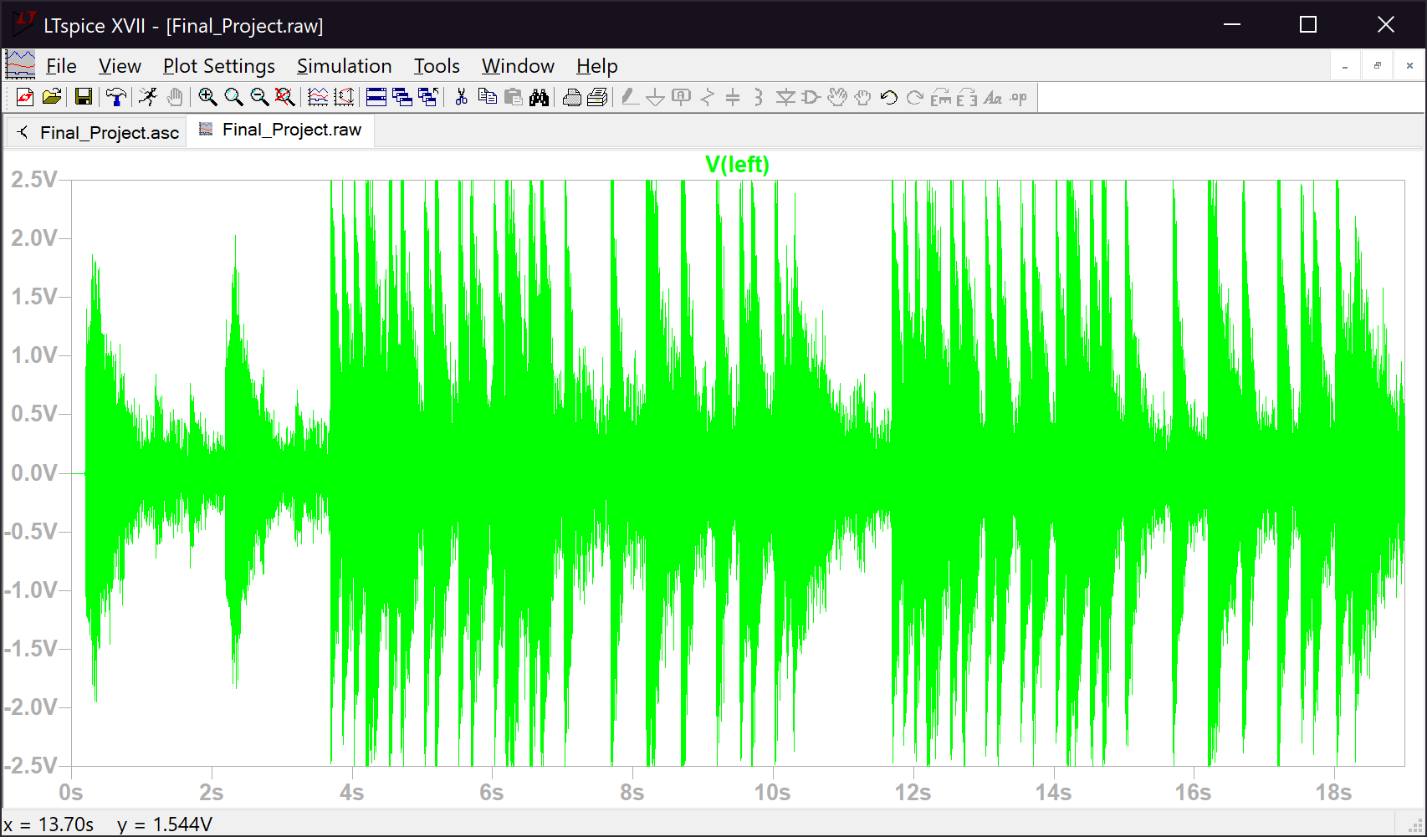 LTspice XVII - [Final_Project.raw]
File View Plot Settings Simulation Tools Window Help
Final_Project.asc Final_Project.raw
V(left)
2.5V
2.0V
1.5V
1.0V
0.5V
0.0V
-0.5V
-1.0V
-1.5V
-2.0V
-2.5V
0s 2s 4s 6s 8s 10s 12s 14s 16s 18s
x = 13.70s y = 1.544V